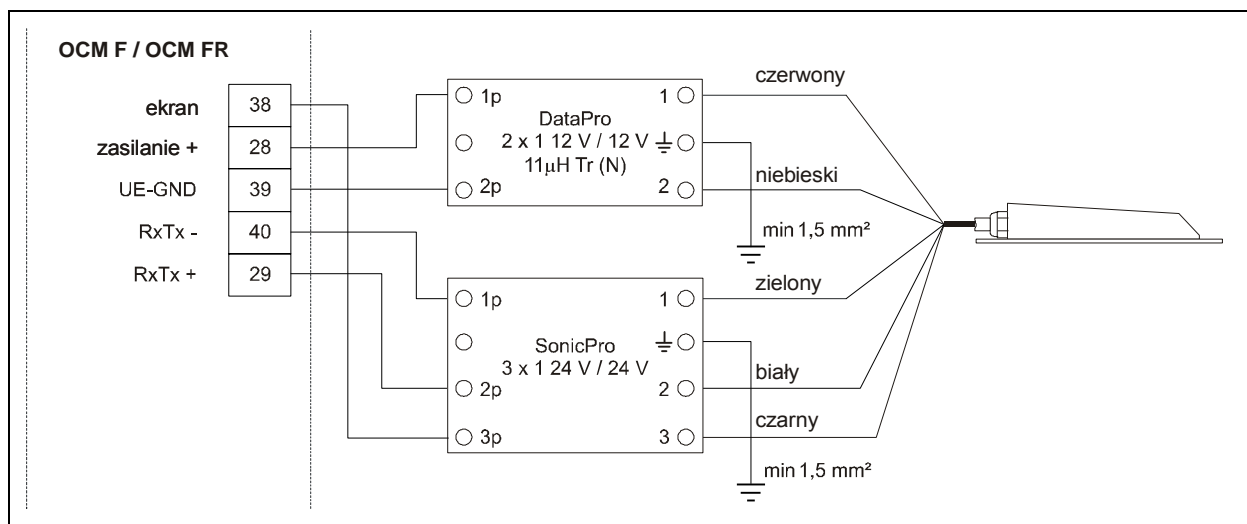 OCM F / OCM FR
ekran 38
zasilanie + 28
UE-GND 39
RxTx - 40
RxTx + 29
1p 1
DataPro
2 x 1 12 V / 12 V
11µH Tr (N)
2p 2
czerwony
niebieski
min 1,5 mm²
1p 1
SonicPro
3 x 1 24 V / 24 V
2p 2
3p 3
zielony
biały
czarny
min 1,5 mm²